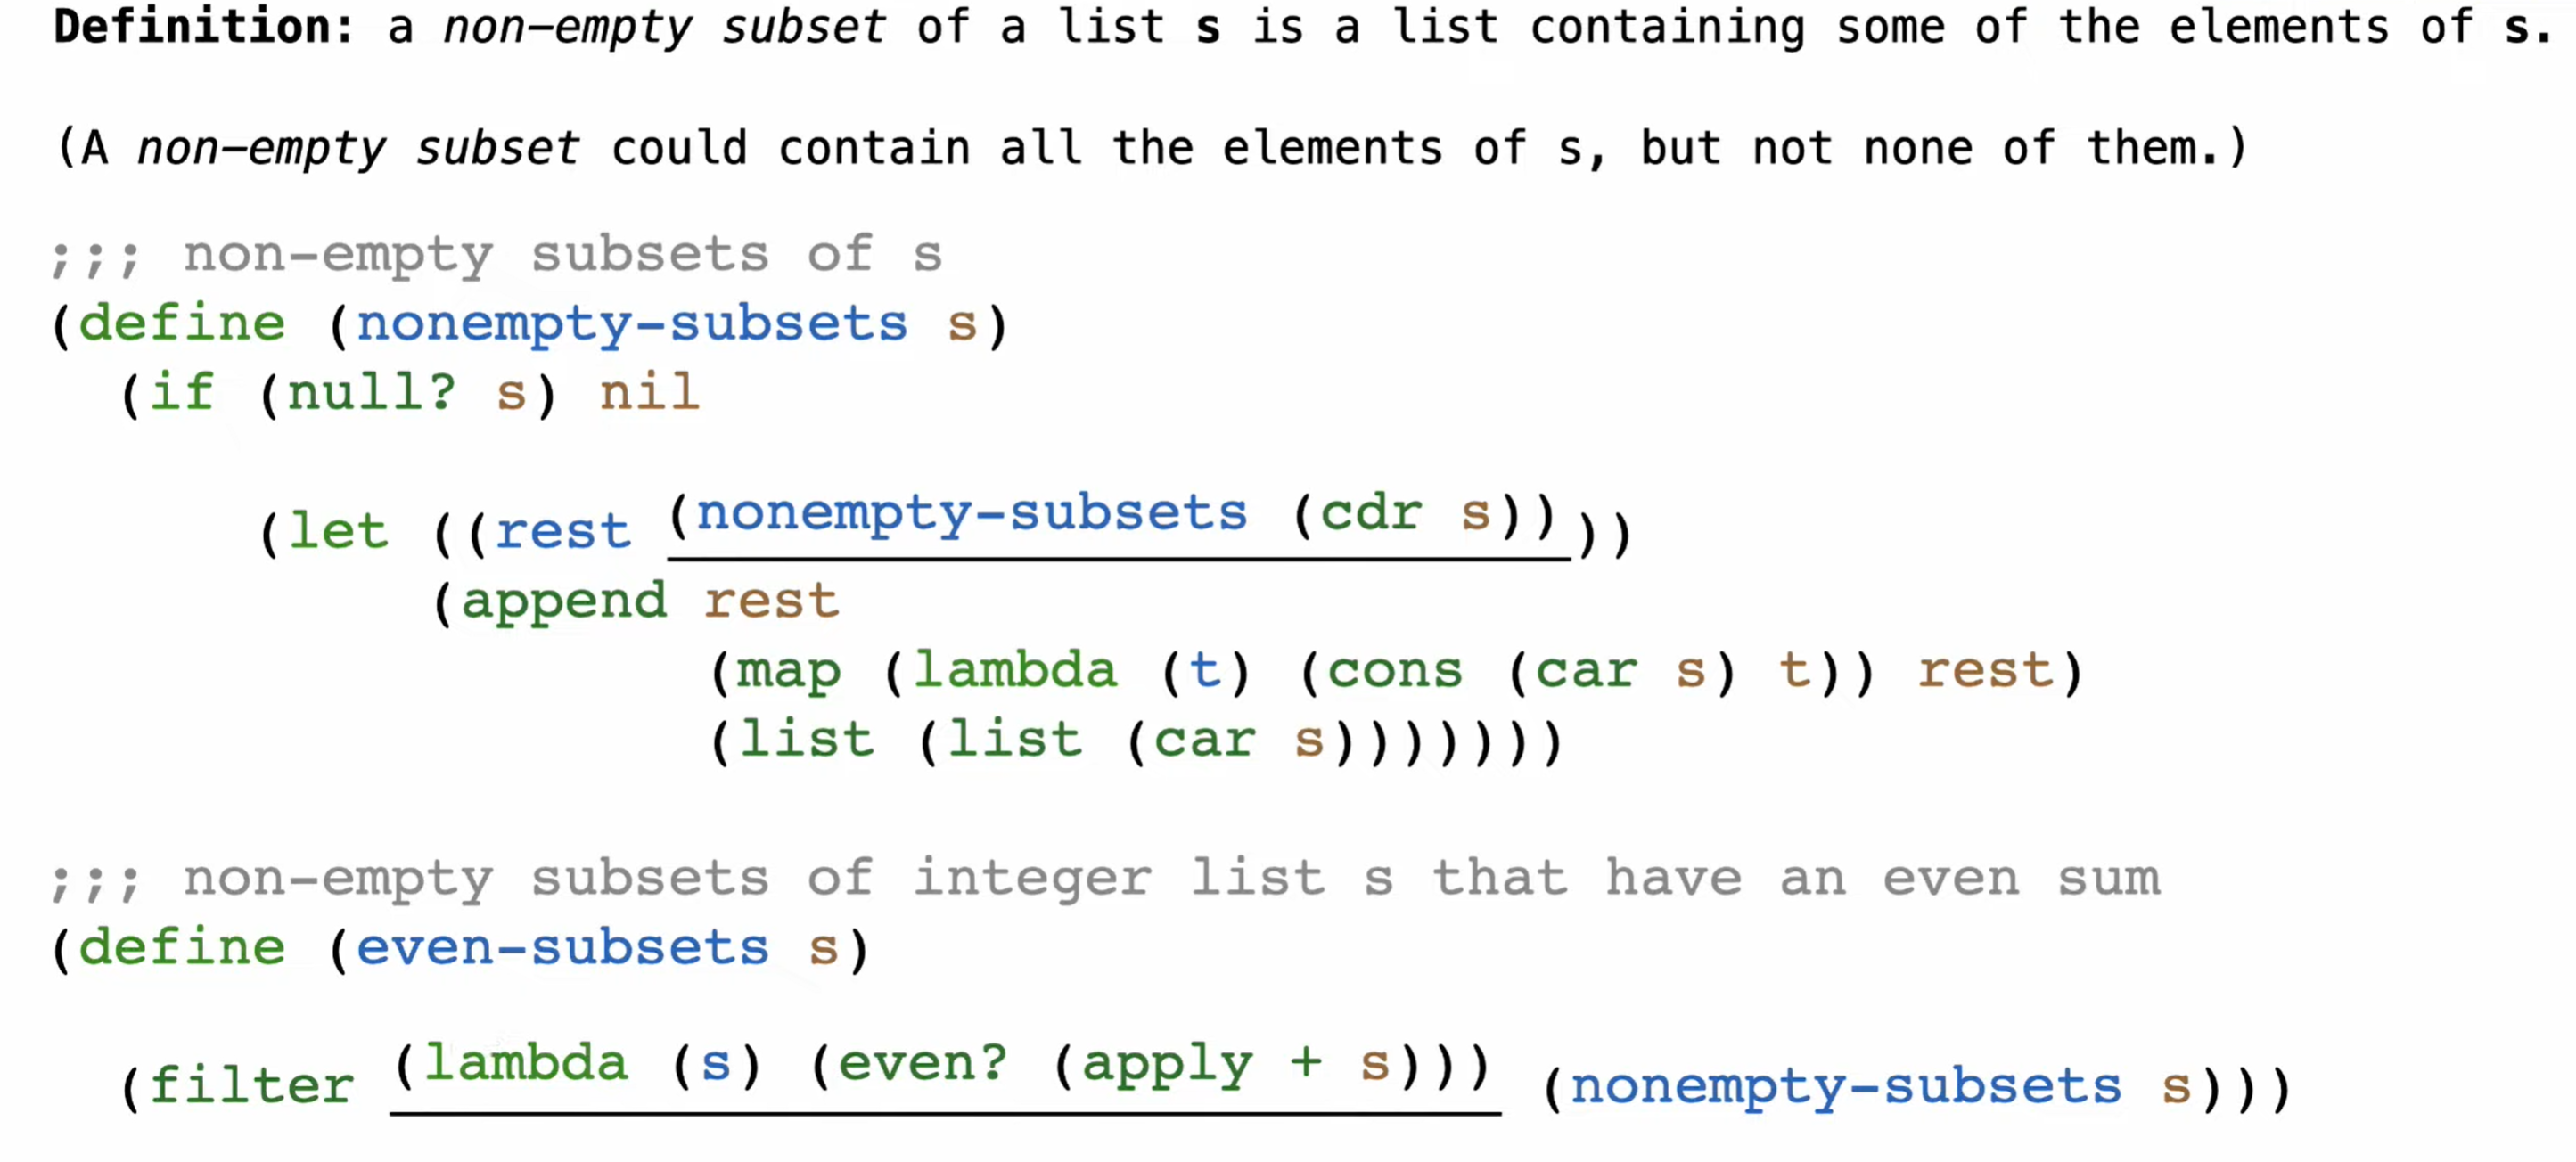 Definition: a non-empty subset of a list s is a list containing some of the elements of s.
(A non-empty subset could contain all the elements of s, but not none of them.)
;;; non-empty subsets of s
(define (nonempty-subsets s)
(if (null? s) nil
(let ((rest (nonempty-subsets (cdr s))))
(append rest
(map (lambda (t) (cons (car s) t)) rest)
(list (list (car s)))))))
;;; non-empty subsets of integer list s that have an even sum
(define (even-subsets s)
(filter (lambda (s) (even? (apply + s))) (nonempty-subsets s)))